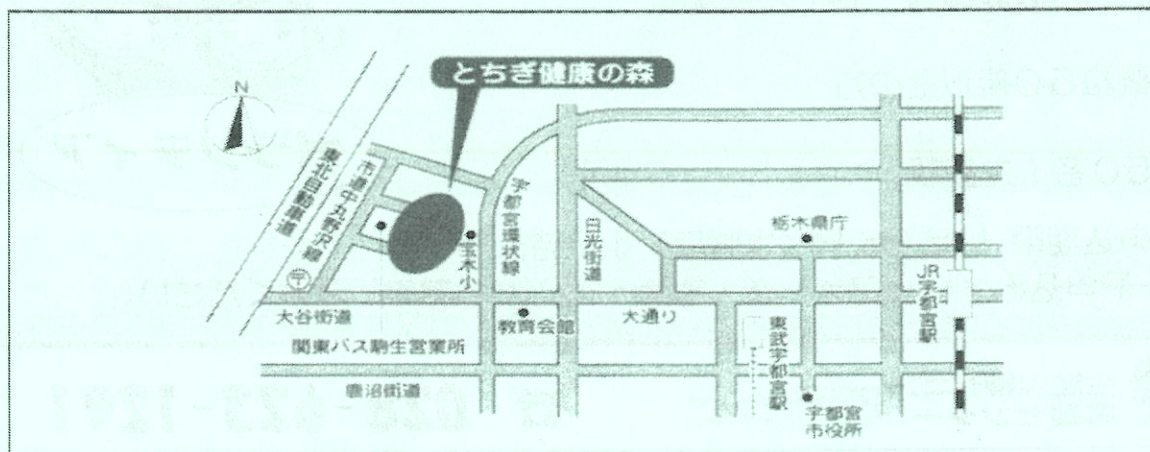 とちぎ健康の森
N
東北自動車道
市道中丸野沢線
宝木小
宇都宮環状線
日光街道
栃木県庁
JR宇都宮駅
〒
大谷街道
教育会館
大通り
関東バス駒生営業所
東武宇都宮駅
鹿沼街道
宇都宮
市役所